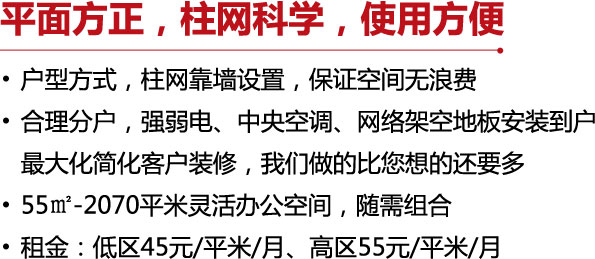 平面方正，柱网科学，使用方便
• 户型方式，柱网靠墙设置，保证空间无浪费
• 合理分户，强弱电、中央空调、网络架空地板安装到户
最大化简化客户装修，我们做的比您想的还要多
• 55㎡-2070平米灵活办公空间，随需组合
• 租金：低区45元/平米/月、高区55元/平米/月